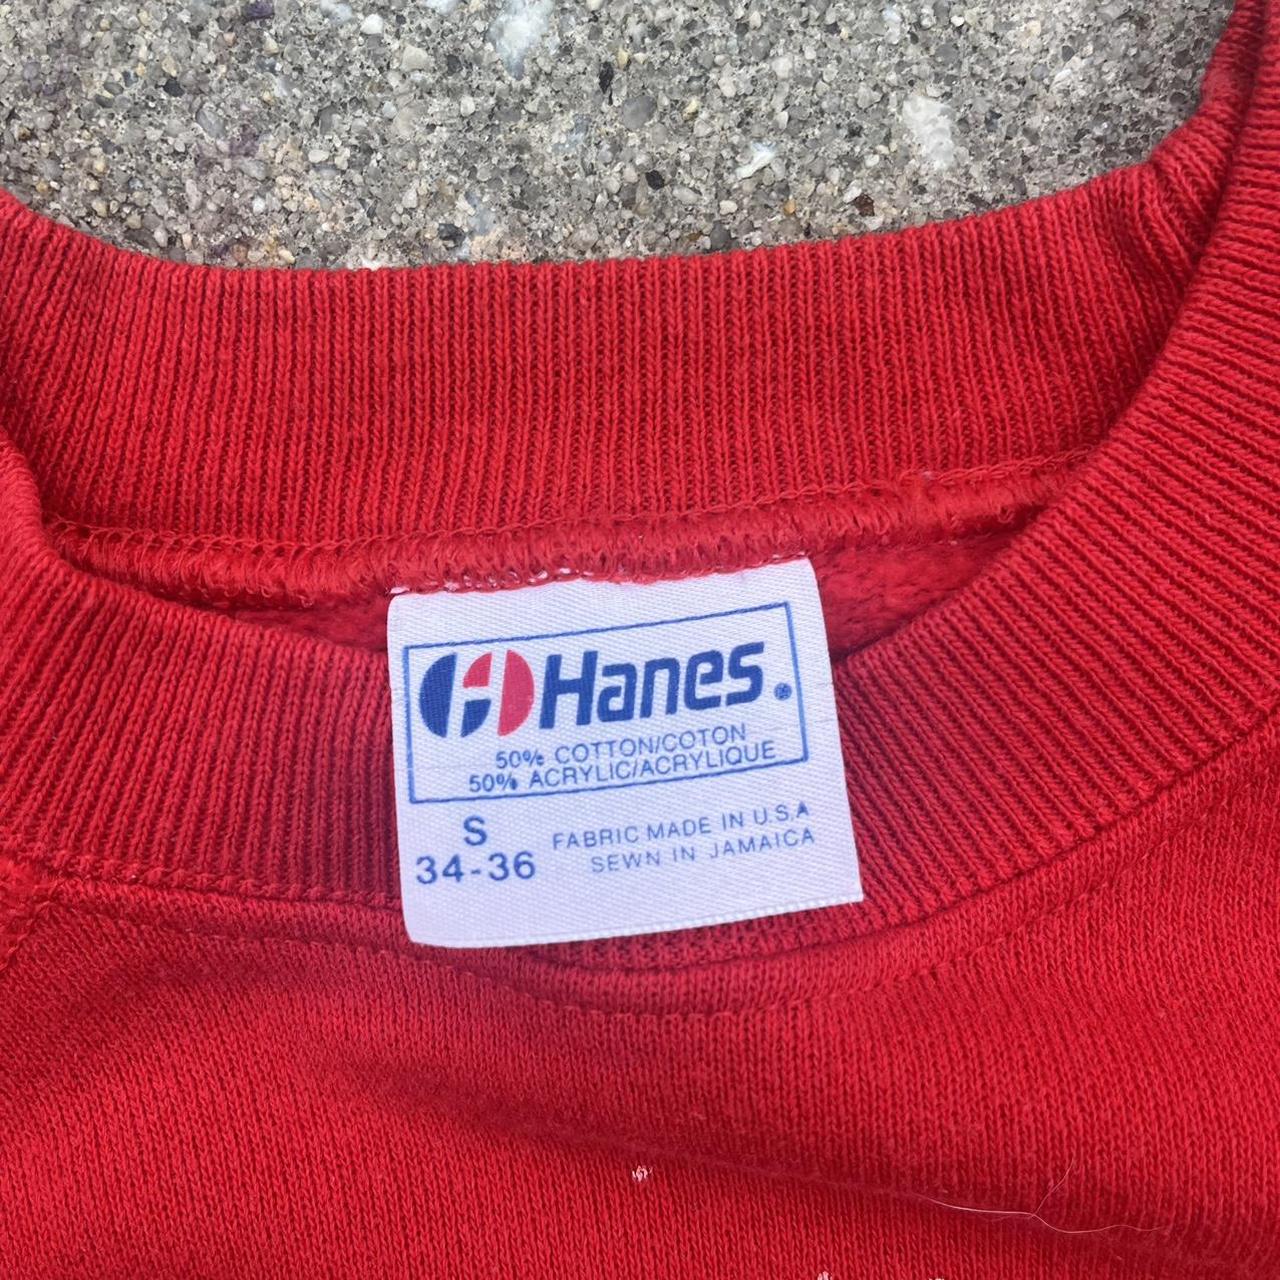 Hanes®
50% COTTON/COTON
50% ACRYLIC/ACRYLIQUE
S
34-36
FABRIC MADE IN U.S.A
SEWN IN JAMAICA